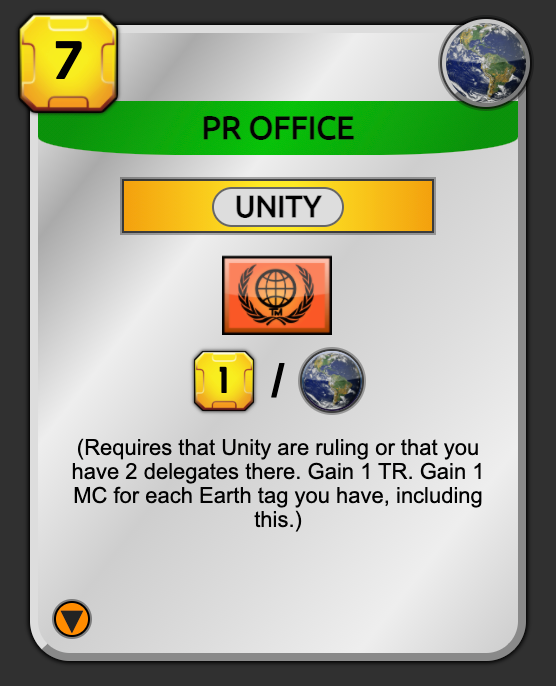 7
PR OFFICE
UNITY
TM
1 /
(Requires that Unity are ruling or that you
have 2 delegates there. Gain 1 TR. Gain 1
MC for each Earth tag you have, including
this.)